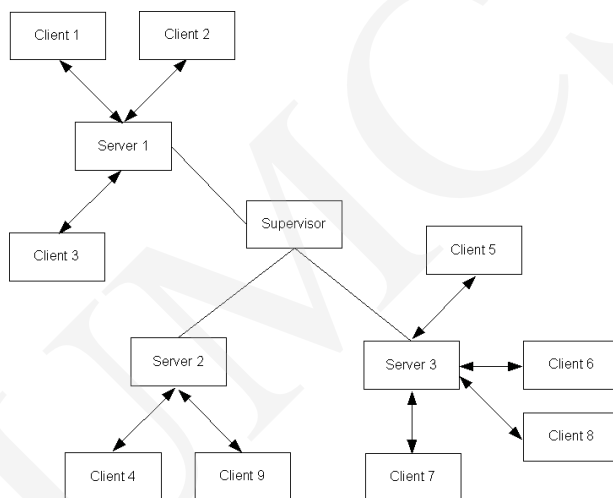 Client 1
Client 2
Server 1
Supervisor
Client 3
Client 5
Server 2
Server 3
Client 6
Client 8
Client 4
Client 9
Client 7
UMCS